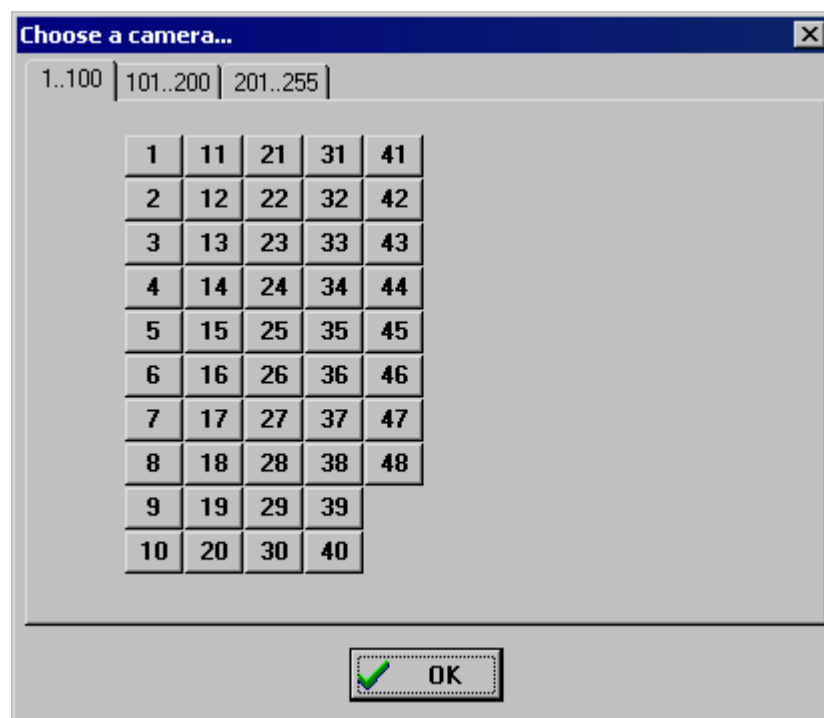 Choose a camera...
1..100 101..200 201..255
1 11 21 31 41
2 12 22 32 42
3 13 23 33 43
4 14 24 34 44
5 15 25 35 45
6 16 26 36 46
7 17 27 37 47
8 18 28 38 48
9 19 29 39
10 20 30 40
OK